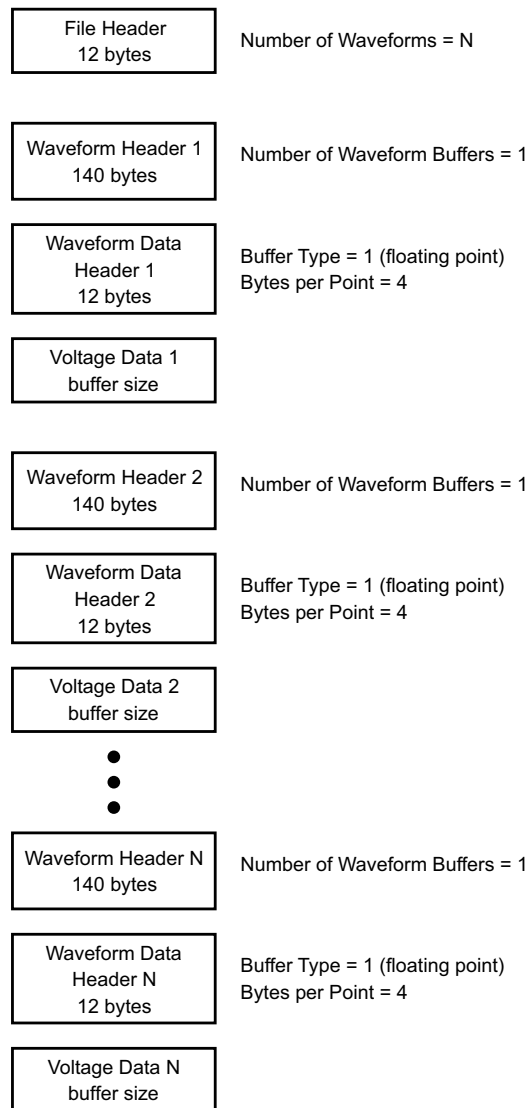 File Header
12 bytes
Number of Waveforms = N
Waveform Header 1
140 bytes
Number of Waveform Buffers = 1
Waveform Data
Header 1
12 bytes
Buffer Type = 1 (floating point)
Bytes per Point = 4
Voltage Data 1
buffer size
Waveform Header 2
140 bytes
Number of Waveform Buffers = 1
Waveform Data
Header 2
12 bytes
Buffer Type = 1 (floating point)
Bytes per Point = 4
Voltage Data 2
buffer size
Waveform Header N
140 bytes
Number of Waveform Buffers = 1
Waveform Data
Header N
12 bytes
Buffer Type = 1 (floating point)
Bytes per Point = 4
Voltage Data N
buffer size